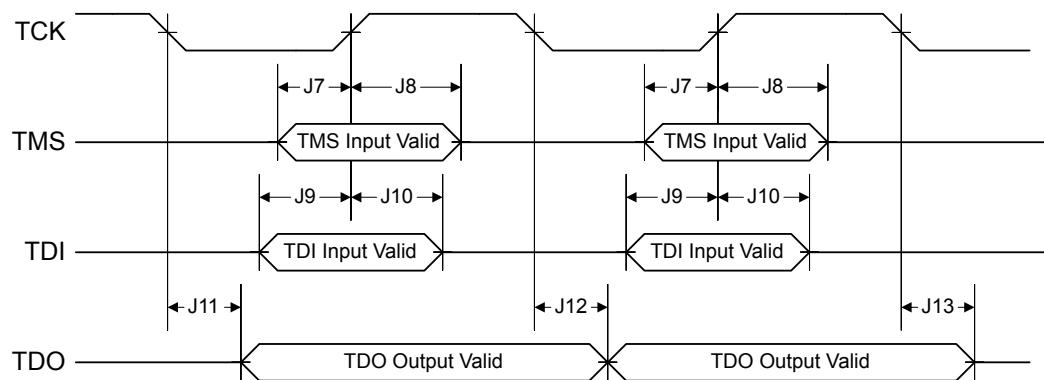 TCK
J7 J8 J7 J8
TMS TMS Input Valid TMS Input Valid
J9 J10 J9 J10
TDI TDI Input Valid TDI Input Valid
J11 J12 J13
TDO TDO Output Valid TDO Output Valid